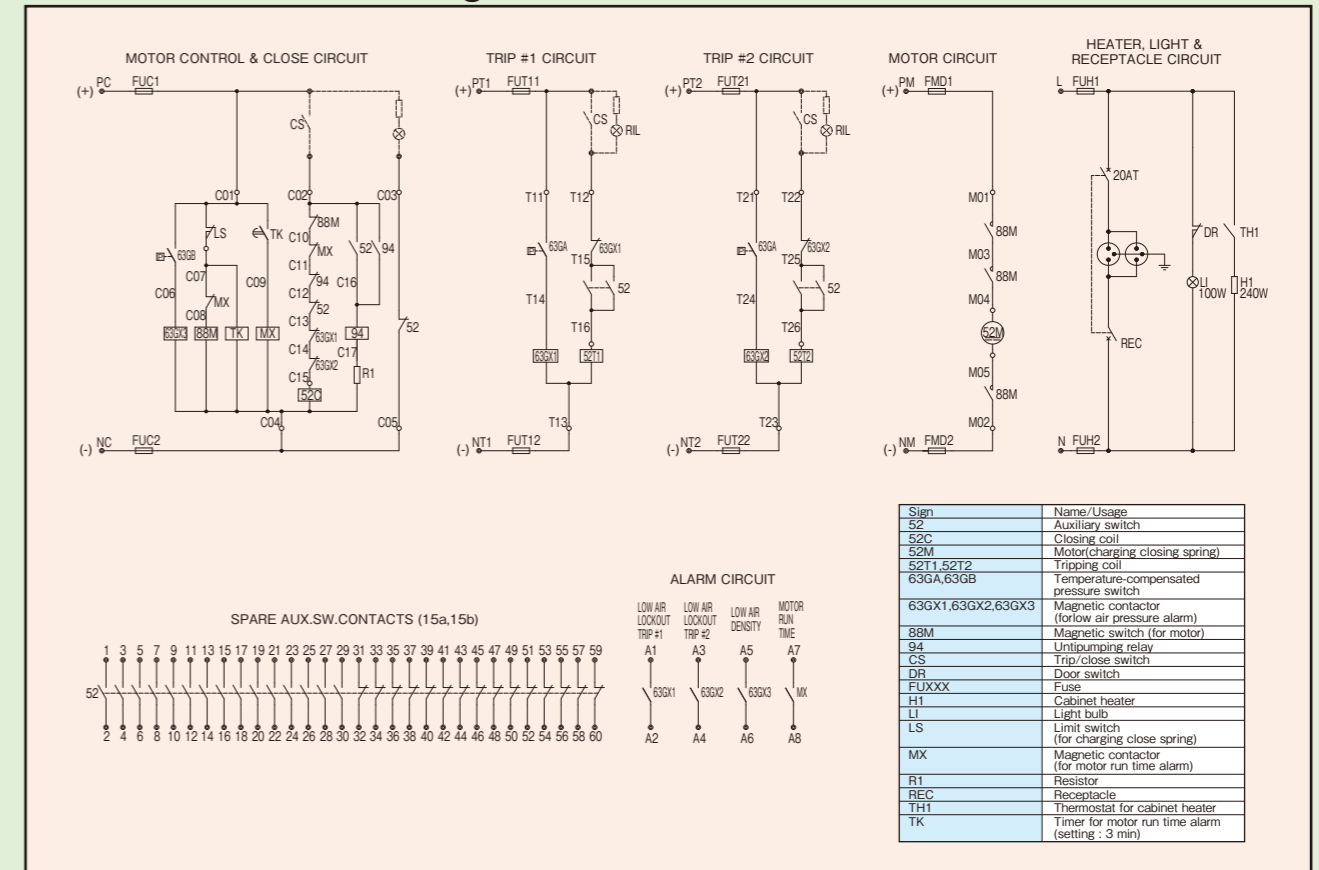 MOTOR CONTROL & CLOSE CIRCUIT
(+) PC FUC1
CS
C01 C02 C03
63GB
LS
TK
88M
C10
MX
C11
94
C12
52
C13
63GX1
C14
63GX2
C15
52 94
C16
C06
C07
MX
C08
C09
63GX3 88M TK MX
94
C17
R1
52C
52
C04 C05
(-) NC FUC2
TRIP #1 CIRCUIT
(+) PT1 FUT11
CS
RIL
T11 T12
63GA
63GX1
T15
52
T14
T16
63GX1 52T1
T13
(-) NT1 FUT12
TRIP #2 CIRCUIT
(+) PT2 FUT21
CS
RIL
T21 T22
63GA
63GX2
T25
52
T24
T26
63GX2 52T2
T23
(-) NT2 FUT22
MOTOR CIRCUIT
(+) PM FMD1
M01
88M
M03
88M
M04
52M
M05
88M
M02
(-) NM FMD2
HEATER, LIGHT &
RECEPTACLE CIRCUIT
L FUH1
20AT
DR TH1
LI
100W
H1
240W
REC
N FUH2
SPARE AUX.SW.CONTACTS (15a,15b)
1 3 5 7 9 11 13 15 17 19 21 23 25 27 29 31 33 35 37 39 41 43 45 47 49 51 53 55 57 59
52
2 4 6 8 10 12 14 16 18 20 22 24 26 28 30 32 34 36 38 40 42 44 46 48 50 52 54 56 58 60
ALARM CIRCUIT
LOW AIR
LOCKOUT
TRIP #1
A1
63GX1
A2
LOW AIR
LOCKOUT
TRIP #2
A3
63GX2
A4
LOW AIR
DENSITY
A5
63GX3
A6
MOTOR
RUN
TIME
A7
MX
A8
Sign Name/Usage
52 Auxiliary switch
52C Closing coil
52M Motor(charging closing spring)
52T1,52T2 Tripping coil
63GA,63GB Temperature-compensated
pressure switch
63GX1,63GX2,63GX3 Magnetic contactor
(forlow air pressure alarm)
88M Magnetic switch (for motor)
94 Untipumping relay
CS Trip/close switch
DR Door switch
FUXXX Fuse
H1 Cabinet heater
LI Light bulb
LS Limit switch
(for charging close spring)
MX Magnetic contactor
(for motor run time alarm)
R1 Resistor
REC Receptacle
TH1 Thermostat for cabinet heater
TK Timer for motor run time alarm
(setting : 3 min)